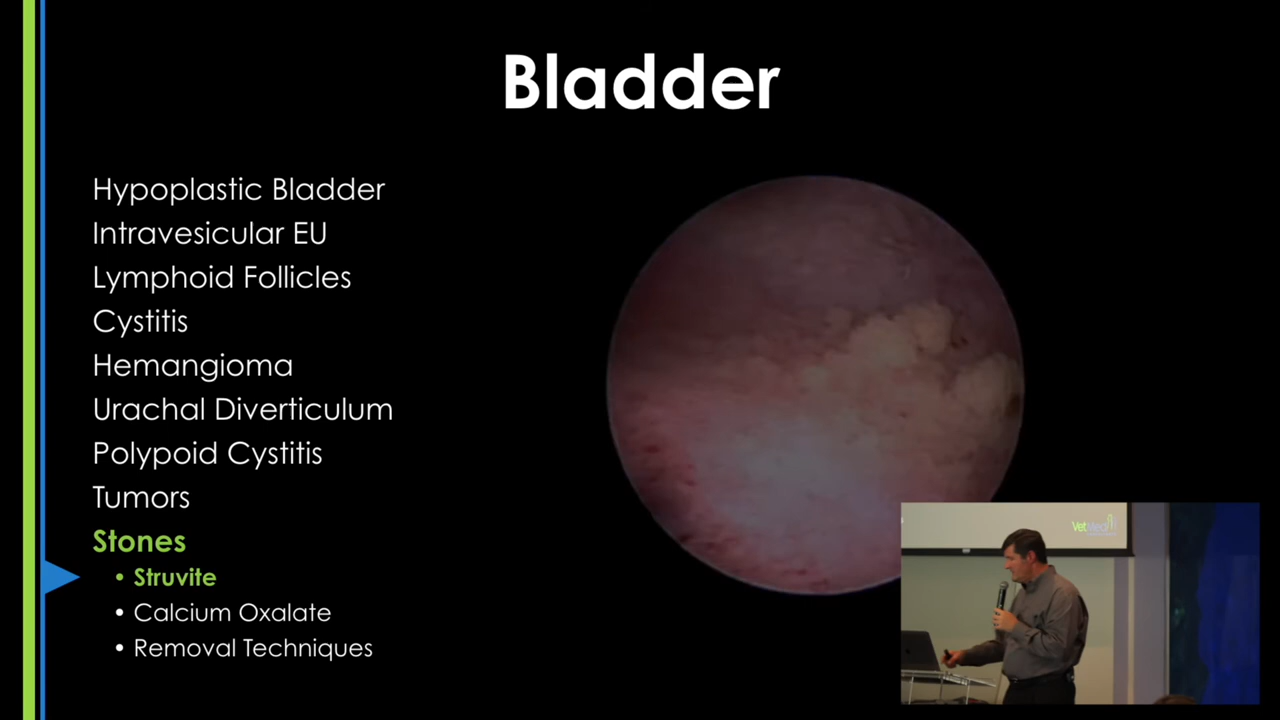 Bladder
Hypoplastic Bladder
Intravesicular EU
Lymphoid Follicles
Cystitis
Hemangioma
Urachal Diverticulum
Polypoid Cystitis
Tumors
Stones
• Struvite
• Calcium Oxalate
• Removal Techniques
VetMed